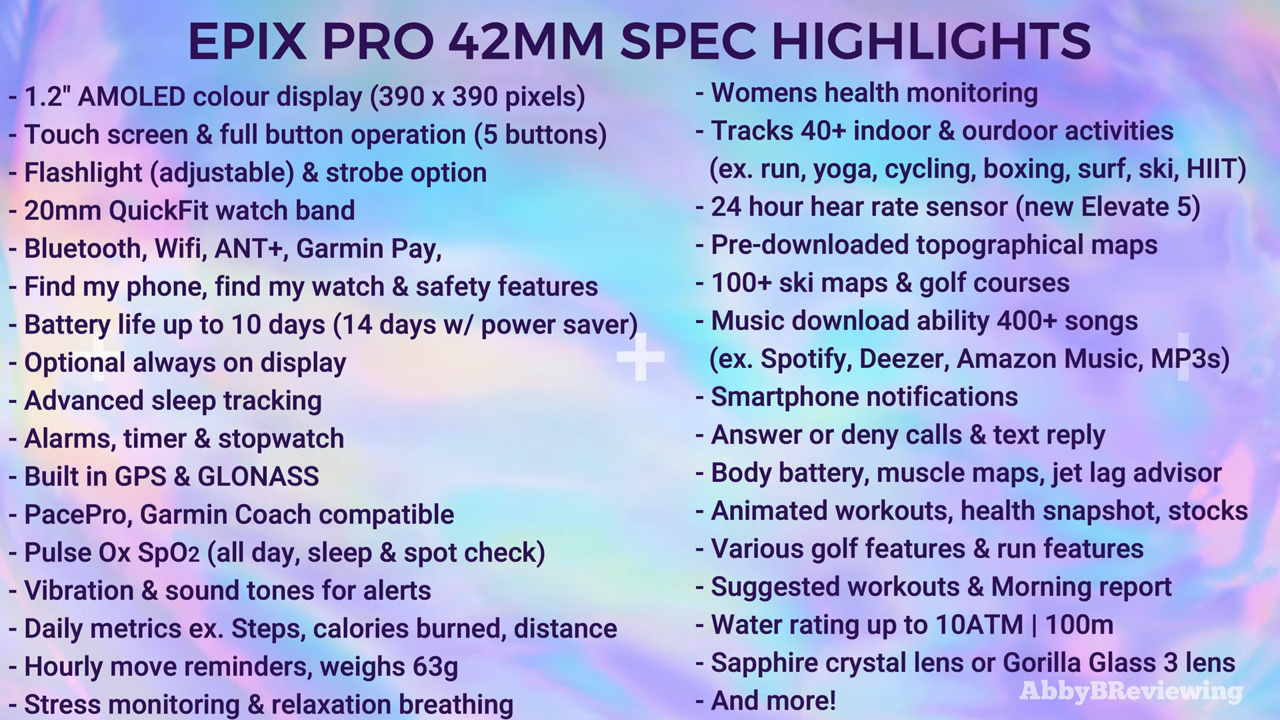 EPIX PRO 42MM SPEC HIGHLIGHTS
- 1.2" AMOLED colour display (390 x 390 pixels)
- Touch screen & full button operation (5 buttons)
- Flashlight (adjustable) & strobe option
- 20mm QuickFit watch band
- Bluetooth, Wifi, ANT+, Garmin Pay,
- Find my phone, find my watch & safety features
- Battery life up to 10 days (14 days w/ power saver)
- Optional always on display
- Advanced sleep tracking
- Alarms, timer & stopwatch
- Built in GPS & GLONASS
- PacePro, Garmin Coach compatible
- Pulse Ox SpO2 (all day, sleep & spot check)
- Vibration & sound tones for alerts
- Daily metrics ex. Steps, calories burned, distance
- Hourly move reminders, weighs 63g
- Stress monitoring & relaxation breathing
- Womens health monitoring
- Tracks 40+ indoor & ourdoor activities
(ex. run, yoga, cycling, boxing, surf, ski, HIIT)
- 24 hour hear rate sensor (new Elevate 5)
- Pre-downloaded topographical maps
- 100+ ski maps & golf courses
- Music download ability 400+ songs
(ex. Spotify, Deezer, Amazon Music, MP3s)
- Smartphone notifications
- Answer or deny calls & text reply
- Body battery, muscle maps, jet lag advisor
- Animated workouts, health snapshot, stocks
- Various golf features & run features
- Suggested workouts & Morning report
- Water rating up to 10ATM | 100m
- Sapphire crystal lens or Gorilla Glass 3 lens
- And more!
AbbyBReviewing